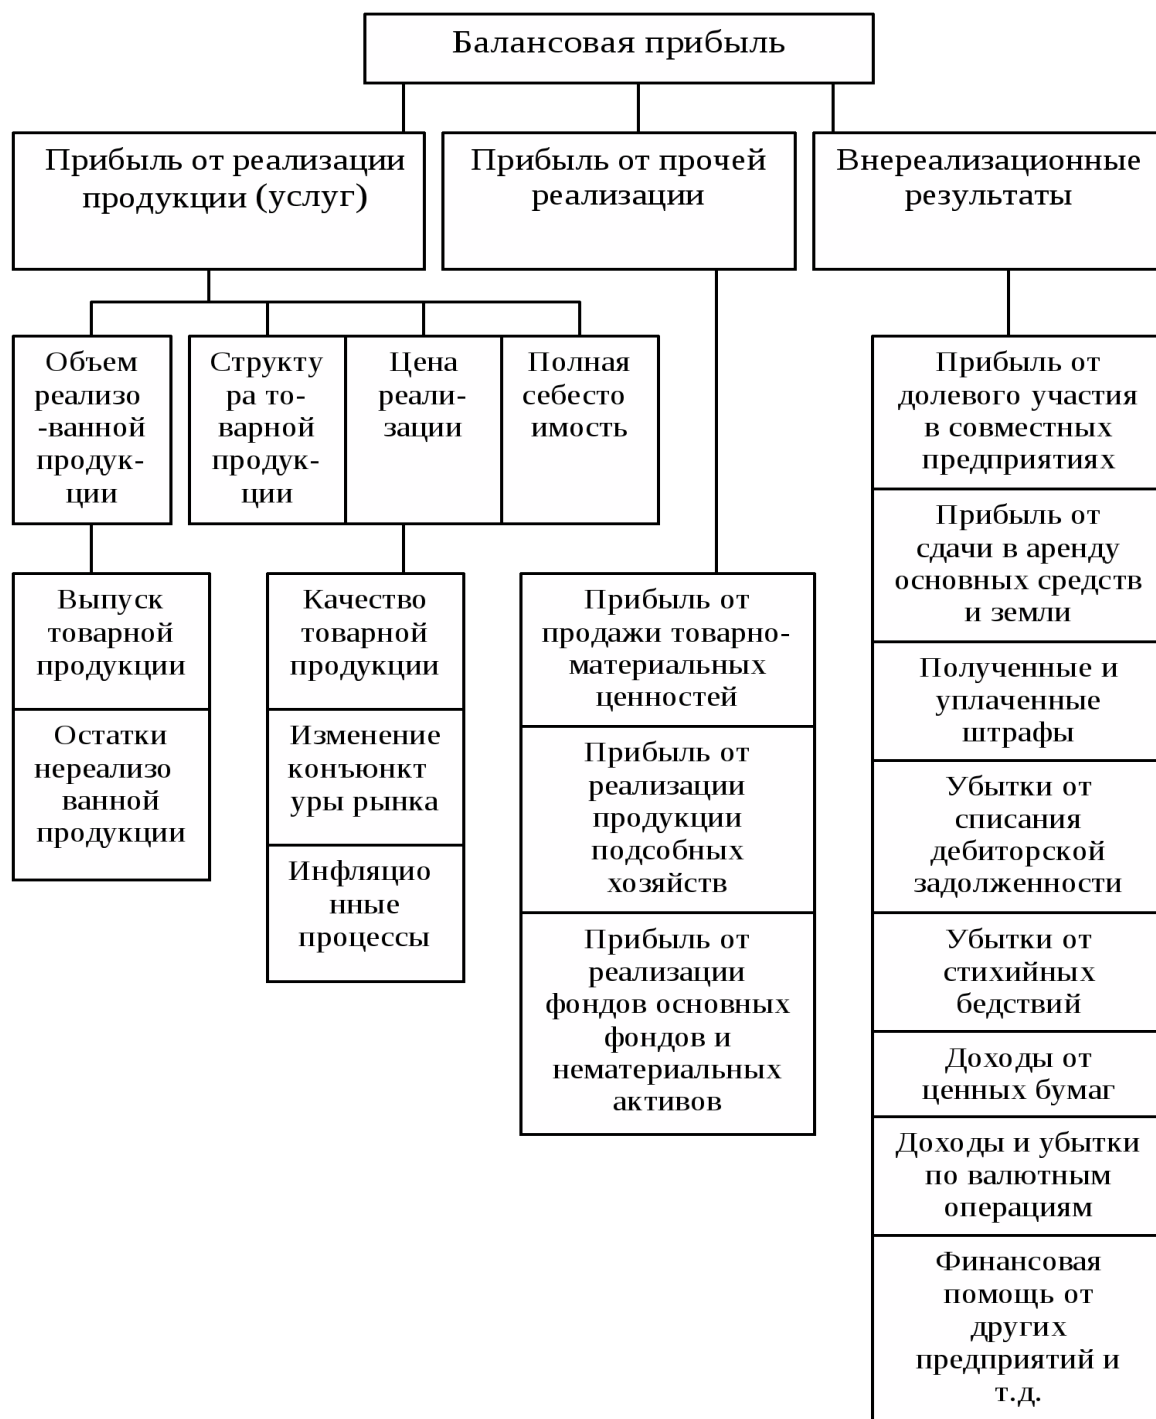 Балансовая прибыль
Прибыль от реализации
продукции (услуг)
Прибыль от прочей
реализации
Внереализационные
результаты
Объем
реализо
-ванной
продук-
ции
Структу
ра то-
варной
продук-
ции
Цена
реали-
зации
Полная
себесто
имость
Выпуск
товарной
продукции
Остатки
нереализо
ванной
продукции
Качество
товарной
продукции
Изменение
конъюнкт
уры рынка
Инфляцио
нные
процессы
Прибыль от
продажи товарно-
материальных
ценностей
Прибыль от
реализации
продукции
подсобных
хозяйств
Прибыль от
реализации
фондов основных
фондов и
нематериальных
активов
Прибыль от
долевого участия
в совместных
предприятиях
Прибыль от
сдачи в аренду
основных средств
и земли
Полученные и
уплаченные
штрафы
Убытки от
списания
дебиторской
задолженности
Убытки от
стихийных
бедствий
Доходы от
ценных бумаг
Доходы и убытки
по валютным
операциям
Финансовая
помощь от
других
предприятий и
т.д.